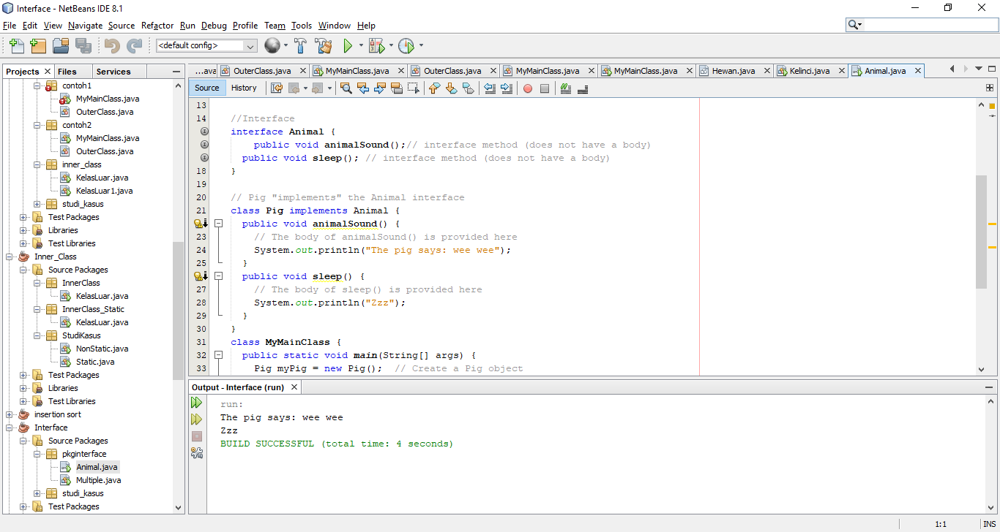 Interface - NetBeans IDE 8.1
File Edit View Navigate Source Refactor Run Debug Profile Team Tools Window Help
<default config>
Projects Files Services
contoh1
MyMainClass.java
OuterClass.java
contoh2
MyMainClass.java
OuterClass.java
inner_class
KelasLuar.java
KelasLuar1.java
studi_kasus
Test Packages
Libraries
Test Libraries
Inner_Class
Source Packages
InnerClass
KelasLuar.java
InnerClass_Static
KelasLuar.java
StudiKasus
NonStatic.java
Static.java
Test Packages
Libraries
Test Libraries
insertion sort
Interface
Source Packages
pkginterface
Animal.java
Multiple.java
studi_kasus
Test Packages
...ava OuterClass.java MyMainClass.java OuterClass.java MyMainClass.java MyMainClass.java Hewan.java Kelinci.java Animal.java
Source History
13
14 //Interface
interface Animal {
public void animalSound();// interface method (does not have a body)
public void sleep(); // interface method (does not have a body)
18 }
19
20 // Pig "implements" the Animal interface
21 class Pig implements Animal {
public void animalSound() {
23 // The body of animalSound() is provided here
24 System.out.println("The pig says: wee wee");
25 }
public void sleep() {
27 // The body of sleep() is provided here
28 System.out.println("Zzz");
29 }
30 }
31 class MyMainClass {
32 public static void main(String[] args) {
33 Pig myPig = new Pig(); // Create a Pig object
Output - Interface (run)
run:
The pig says: wee wee
Zzz
BUILD SUCCESSFUL (total time: 4 seconds)
1:1 INS